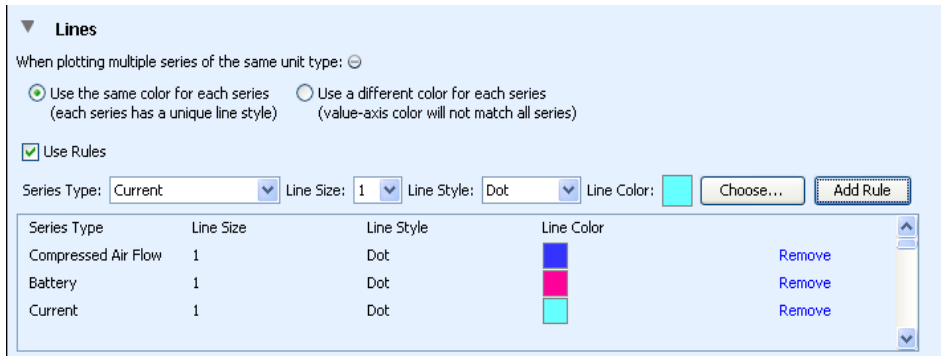 Lines
When plotting multiple series of the same unit type:
Use the same color for each series Use a different color for each series
(each series has a unique line style) (value-axis color will not match all series)
Use Rules
Series Type: Current Line Size: 1 Line Style: Dot Line Color: Choose... Add Rule
Series Type Line Size Line Style Line Color
Compressed Air Flow 1 Dot Remove
Battery 1 Dot Remove
Current 1 Dot Remove